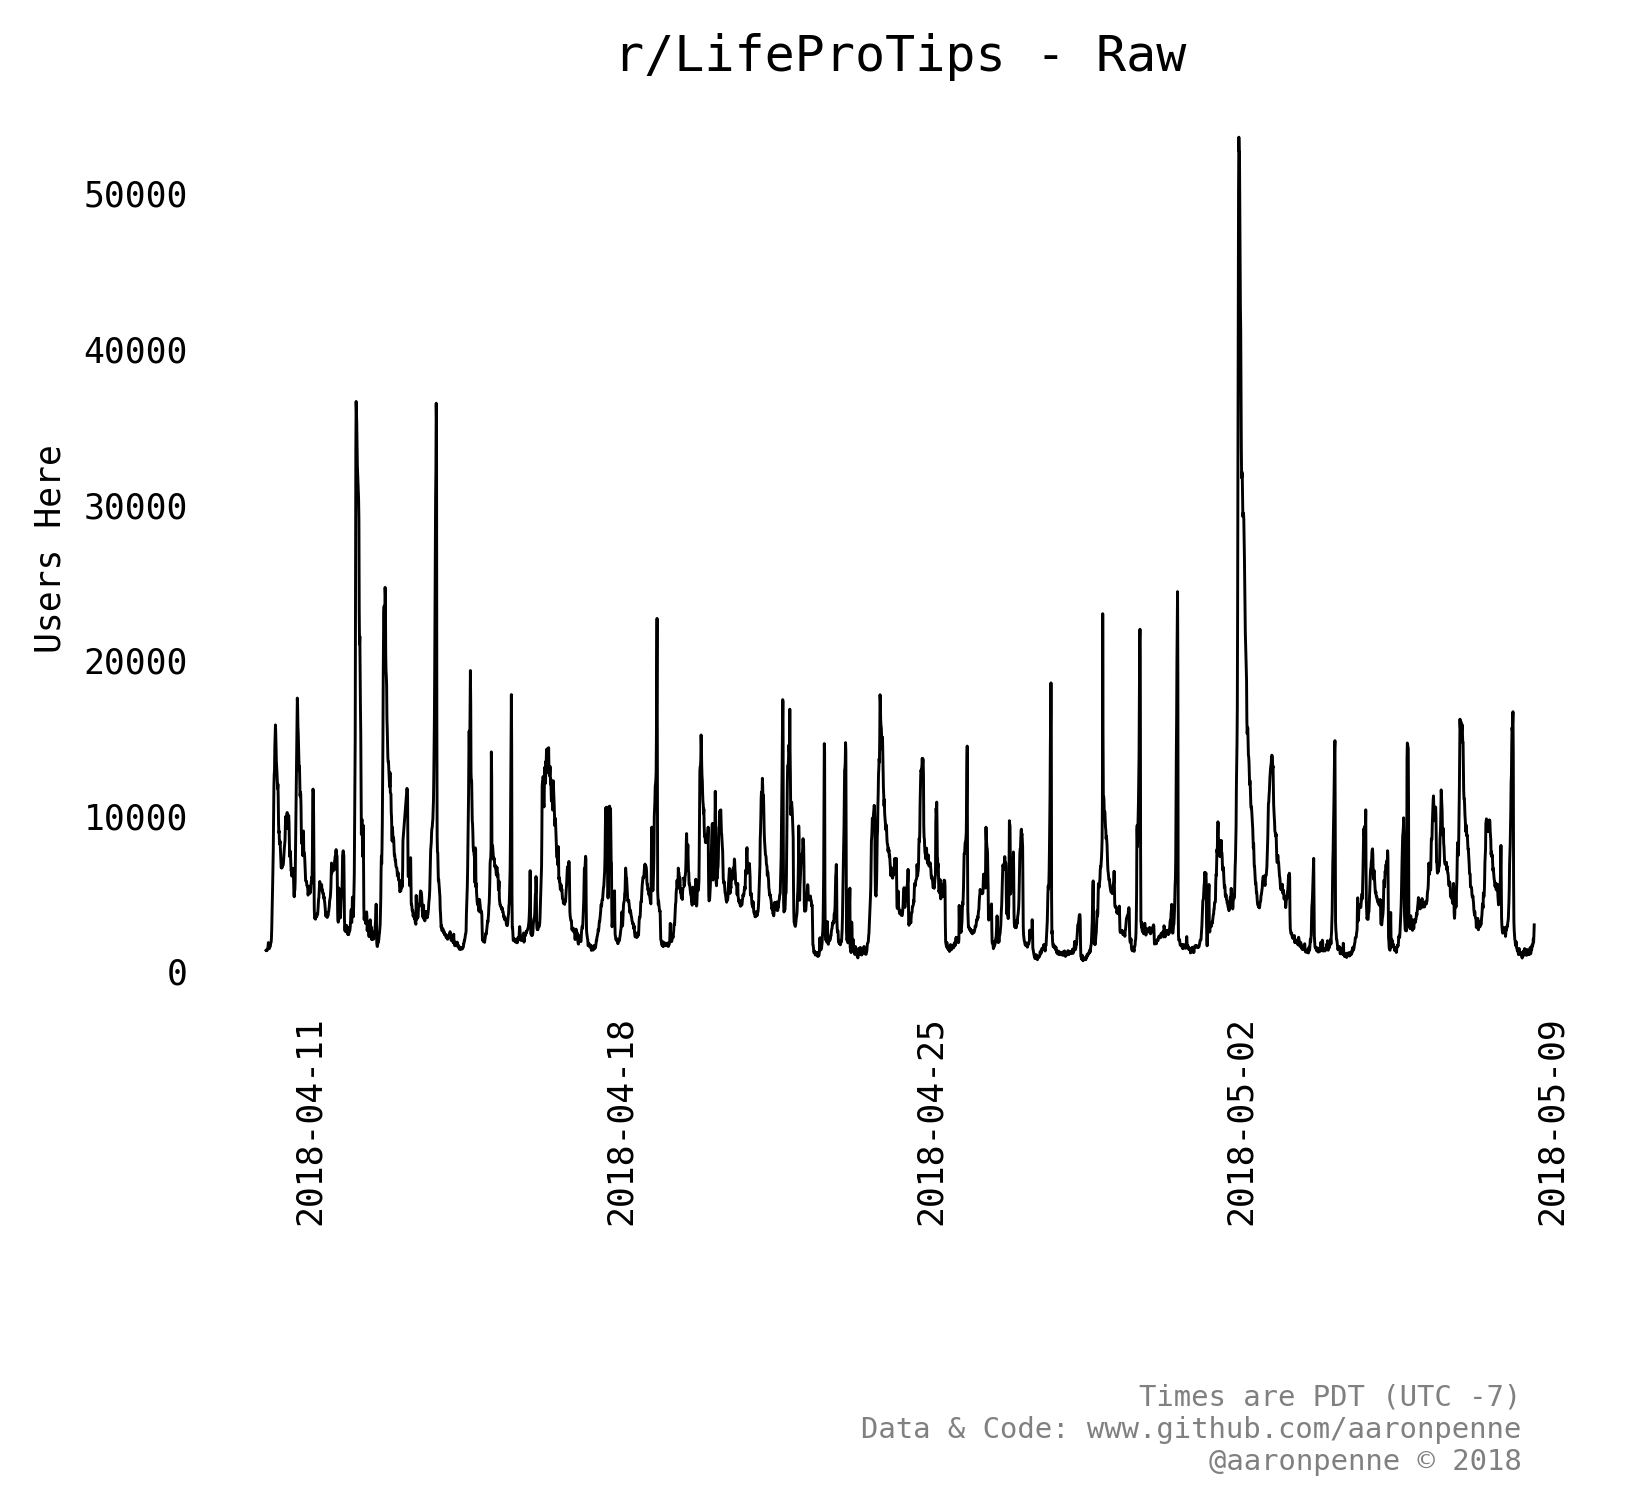 r/LifeProTips - Raw
50000
40000
30000
20000
10000
0
Users Here
2018-04-11
2018-04-18
2018-04-25
2018-05-02
2018-05-09
Times are PDT (UTC -7)
Data & Code: www.github.com/aaronpenne
@aaronpenne © 2018